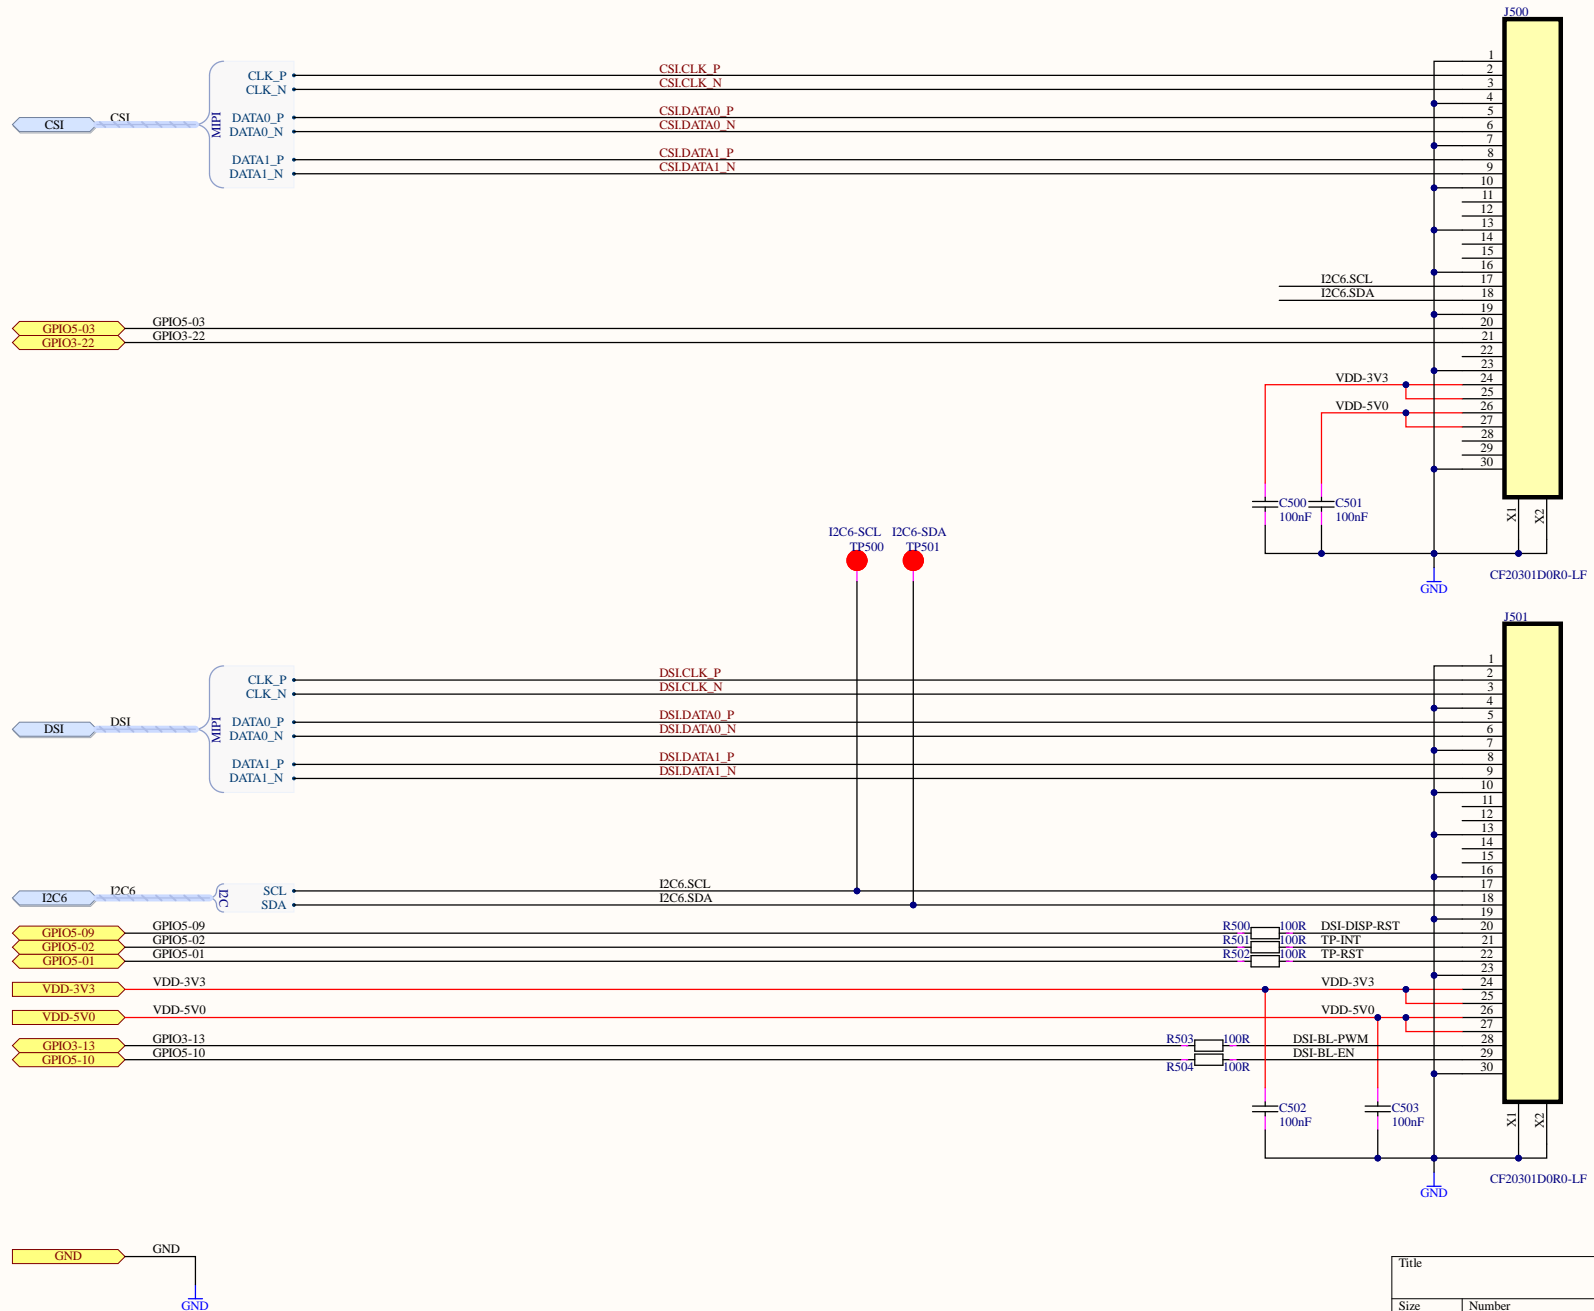 J500
1
CLK_P CSI.CLK_P 2
CLK_N CSI.CLK_N 3
4
CSI CSI MIPI DATA0_P CSI.DATA0_P 5
DATA0_N CSI.DATA0_N 6
7
DATA1_P CSI.DATA1_P 8
DATA1_N CSI.DATA1_N 9
10
11
12
13
14
15
16
I2C6.SCL 17
I2C6.SDA 18
19
GPIO5-03 GPIO5-03 20
GPIO3-22 GPIO3-22 21
22
23
VDD-3V3 24
25
VDD-5V0 26
27
28
29
30
C500 C501
100nF 100nF
X1 X2
I2C6-SCL I2C6-SDA
TP500 TP501
CF20301D0R0-LF
GND
J501
1
CLK_P DSI.CLK_P 2
CLK_N DSI.CLK_N 3
4
DSI DSI MIPI DATA0_P DSI.DATA0_P 5
DATA0_N DSI.DATA0_N 6
7
DATA1_P DSI.DATA1_P 8
DATA1_N DSI.DATA1_N 9
10
11
12
13
14
15
16
I2C6 I2C6 I2C SCL I2C6.SCL 17
SDA I2C6.SDA 18
19
GPIO5-09 GPIO5-09 R500 100R DSI-DISP-RST 20
GPIO5-02 GPIO5-02 R501 100R TP-INT 21
GPIO5-01 GPIO5-01 R502 100R TP-RST 22
23
VDD-3V3 VDD-3V3 VDD-3V3 24
25
VDD-5V0 VDD-5V0 VDD-5V0 26
27
GPIO3-13 GPIO3-13 R503 100R DSI-BL-PWM 28
GPIO5-10 GPIO5-10 DSI-BL-EN 29
R504 100R 30
C502 C503
100nF 100nF
X1 X2
CF20301D0R0-LF
GND
GND GND
GND
Title
Size Number